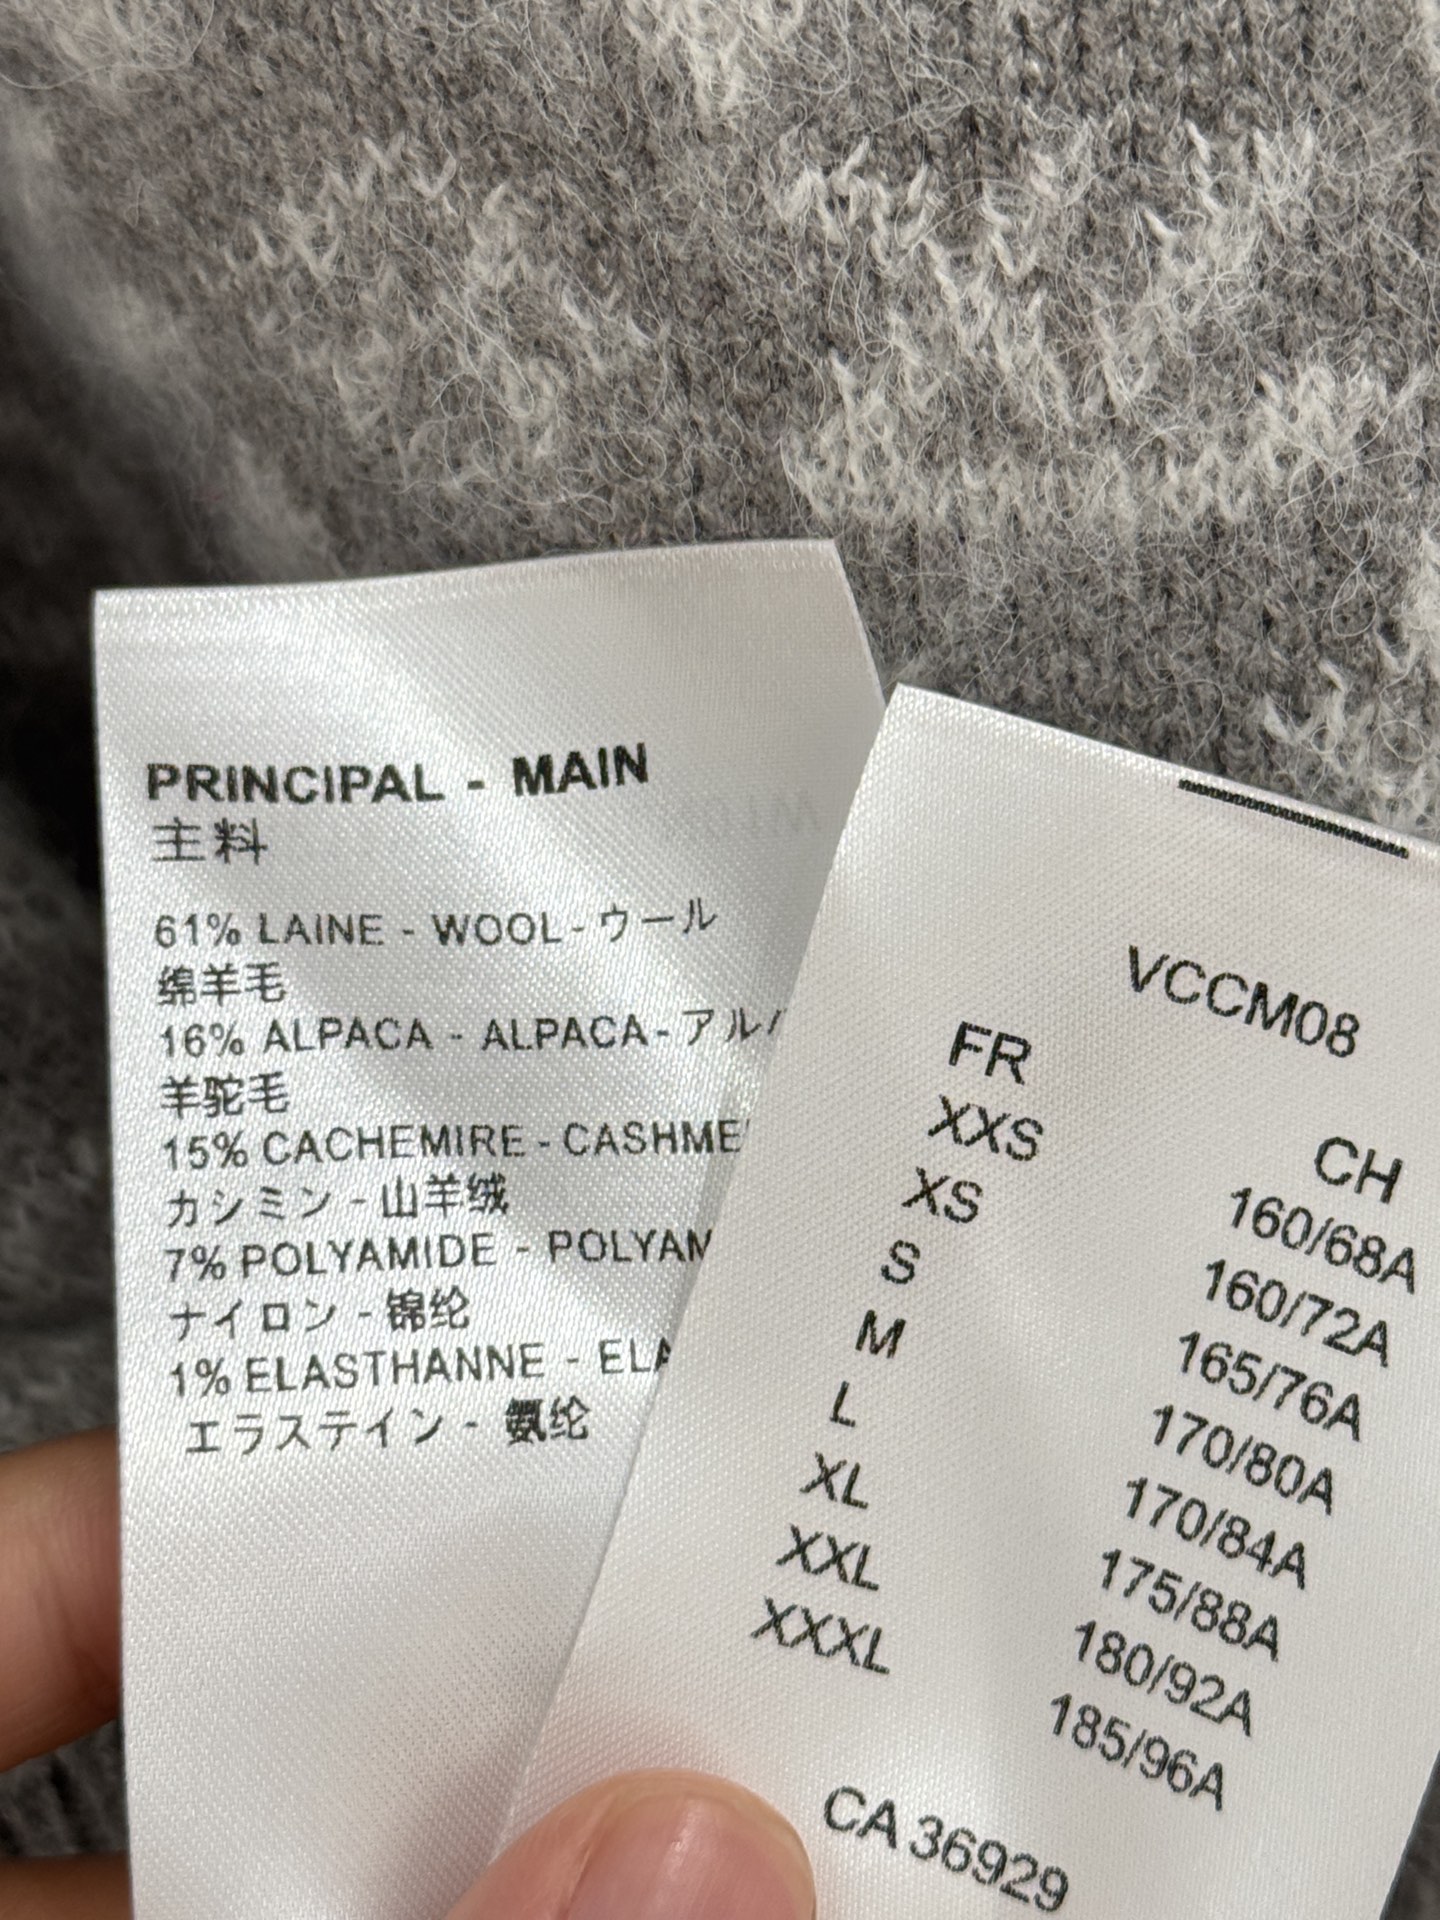 PRINCIPAL - MAIN
主料
61% LAINE - WOOL-ウール
绵羊毛
16% ALPACA - ALPACA-アル
羊驼毛
15% CACHEMIRE - CASHME
カシミン - 山羊绒
7% POLYAMIDE - POLYAM
ナイロン - 锦纶
1% ELASTHANNE - ELA
エラステイン - 氨纶
VCCM08
FR CH
XXS 160/68A
XS 160/72A
S 165/76A
M 170/80A
L 170/84A
XL 175/88A
XXL 180/92A
XXXL 185/96A
CA 36929